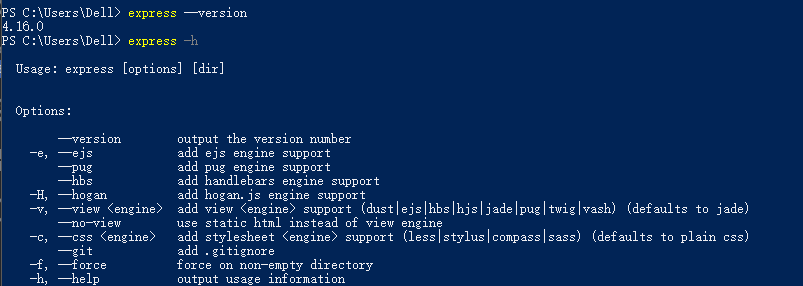 PS C:\Users\Dell> express --version
4.16.0
PS C:\Users\Dell> express -h
Usage: express [options] [dir]
Options:
--version output the version number
-e, --ejs add ejs engine support
--pug add pug engine support
--hbs add handlebars engine support
-H, --hogan add hogan.js engine support
-v, --view <engine> add view <engine> support (dust|ejs|hbs|hjs|jade|pug|twig|vash) (defaults to jade)
--no-view use static html instead of view engine
-c, --css <engine> add stylesheet <engine> support (less|stylus|compass|sass) (defaults to plain css)
--git add .gitignore
-f, --force force on non-empty directory
-h, --help output usage information